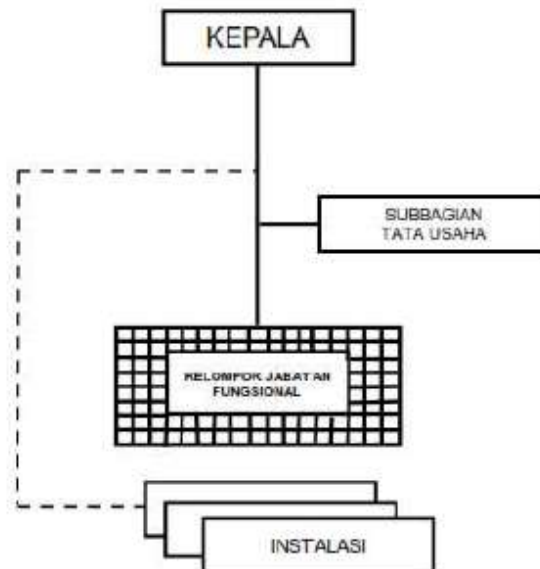 KEPALA
SUBBAGIAN
TATA USAHA
KELOMPOK JABATAN
FUNGSIONAL
INSTALASI